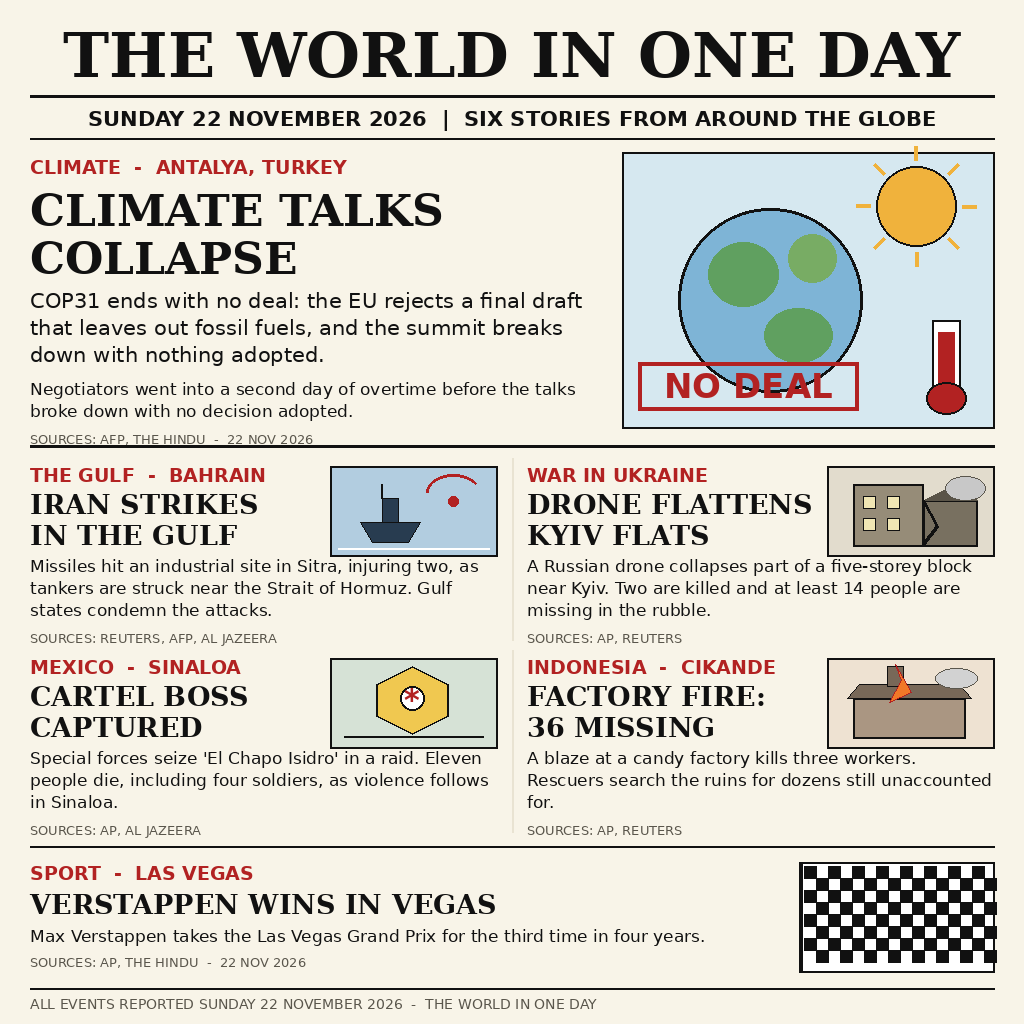 THE WORLD IN ONE DAY
SUNDAY 22 NOVEMBER 2026 | SIX STORIES FROM AROUND THE GLOBE
CLIMATE - ANTALYA, TURKEY
CLIMATE TALKS
COLLAPSE
COP31 ends with no deal: the EU rejects a final draft
that leaves out fossil fuels, and the summit breaks
down with nothing adopted.
Negotiators went into a second day of overtime before the talks
broke down with no decision adopted.
SOURCES: AFP, THE HINDU - 22 NOV 2026
NO DEAL
THE GULF - BAHRAIN
IRAN STRIKES
IN THE GULF
Missiles hit an industrial site in Sitra, injuring two, as
tankers are struck near the Strait of Hormuz. Gulf
states condemn the attacks.
SOURCES: REUTERS, AFP, AL JAZEERA
WAR IN UKRAINE
DRONE FLATTENS
KYIV FLATS
A Russian drone collapses part of a five-storey block
near Kyiv. Two are killed and at least 14 people are
missing in the rubble.
SOURCES: AP, REUTERS
MEXICO - SINALOA
CARTEL BOSS
CAPTURED
Special forces seize 'El Chapo Isidro' in a raid. Eleven
people die, including four soldiers, as violence follows
in Sinaloa.
SOURCES: AP, AL JAZEERA
INDONESIA - CIKANDE
FACTORY FIRE:
36 MISSING
A blaze at a candy factory kills three workers.
Rescuers search the ruins for dozens still unaccounted
for.
SOURCES: AP, REUTERS
SPORT - LAS VEGAS
VERSTAPPEN WINS IN VEGAS
Max Verstappen takes the Las Vegas Grand Prix for the third time in four years.
SOURCES: AP, THE HINDU - 22 NOV 2026
ALL EVENTS REPORTED SUNDAY 22 NOVEMBER 2026 - THE WORLD IN ONE DAY